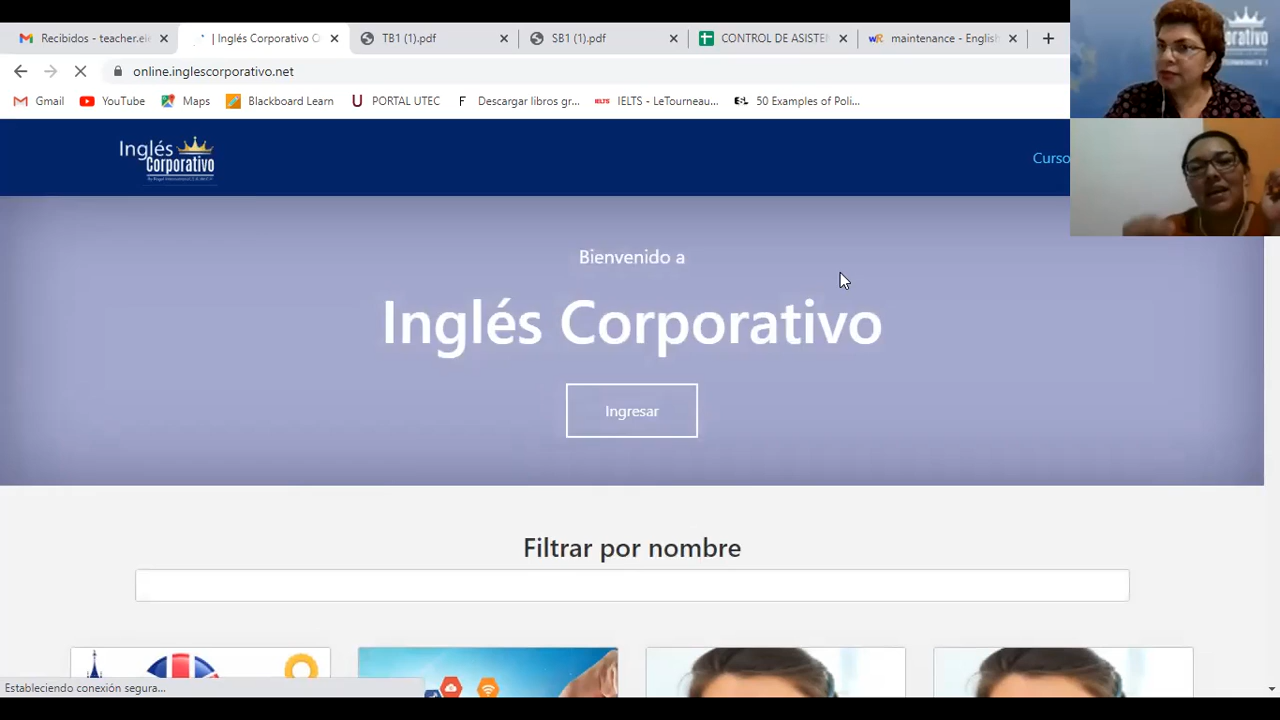 Recibidos - teacher.ele
| Inglés Corporativo O
TB1 (1).pdf
SB1 (1).pdf
CONTROL DE ASISTE
maintenance - English
online.inglescorporativo.net
Gmail
YouTube
Maps
Blackboard Learn
PORTAL UTEC
Descargar libros gr...
IELTS - LeTourneau...
50 Examples of Poli...
Inglés
Corporativo
Curso
Bienvenido a
Inglés Corporativo
Ingresar
Filtrar por nombre
Estableciendo conexión segura...